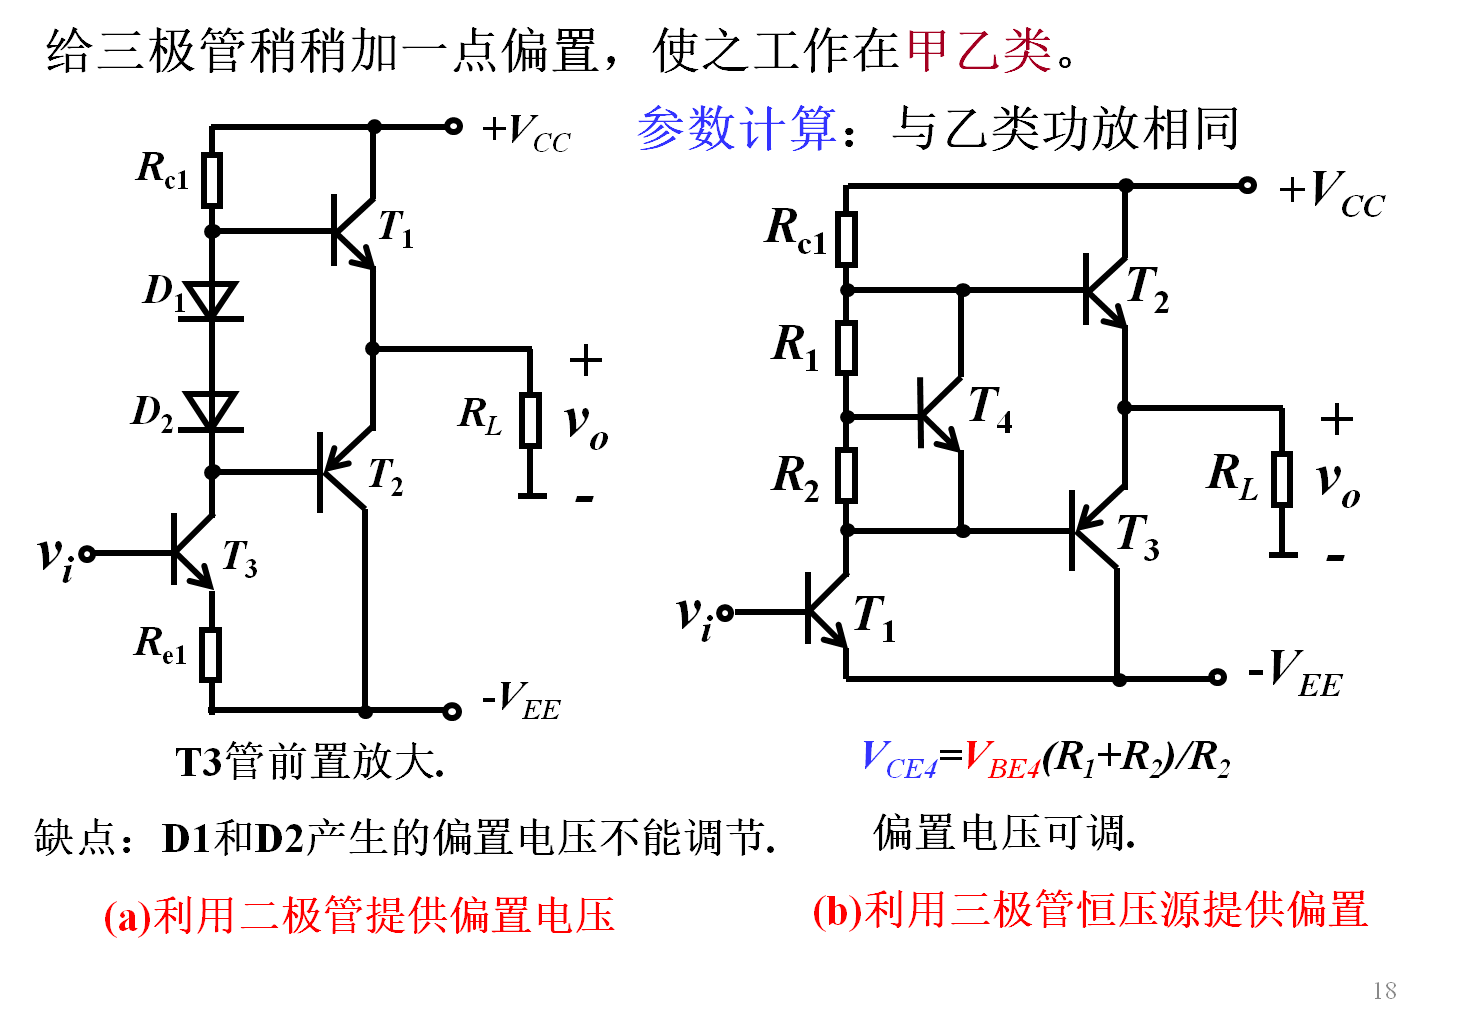 给三极管稍稍加一点偏置，使之工作在甲乙类。
参数计算：与乙类功放相同
+VCC
Rc1
T1
D1
D2
RL
+
vo
-
T2
vi
T3
Re1
-VEE
T3管前置放大.
缺点：D1和D2产生的偏置电压不能调节.
(a)利用二极管提供偏置电压
+VCC
Rc1
T2
R1
T4
R2
RL
+
vo
-
T3
vi
T1
-VEE
VCE4=VBE4(R1+R2)/R2
偏置电压可调.
(b)利用三极管恒压源提供偏置
18